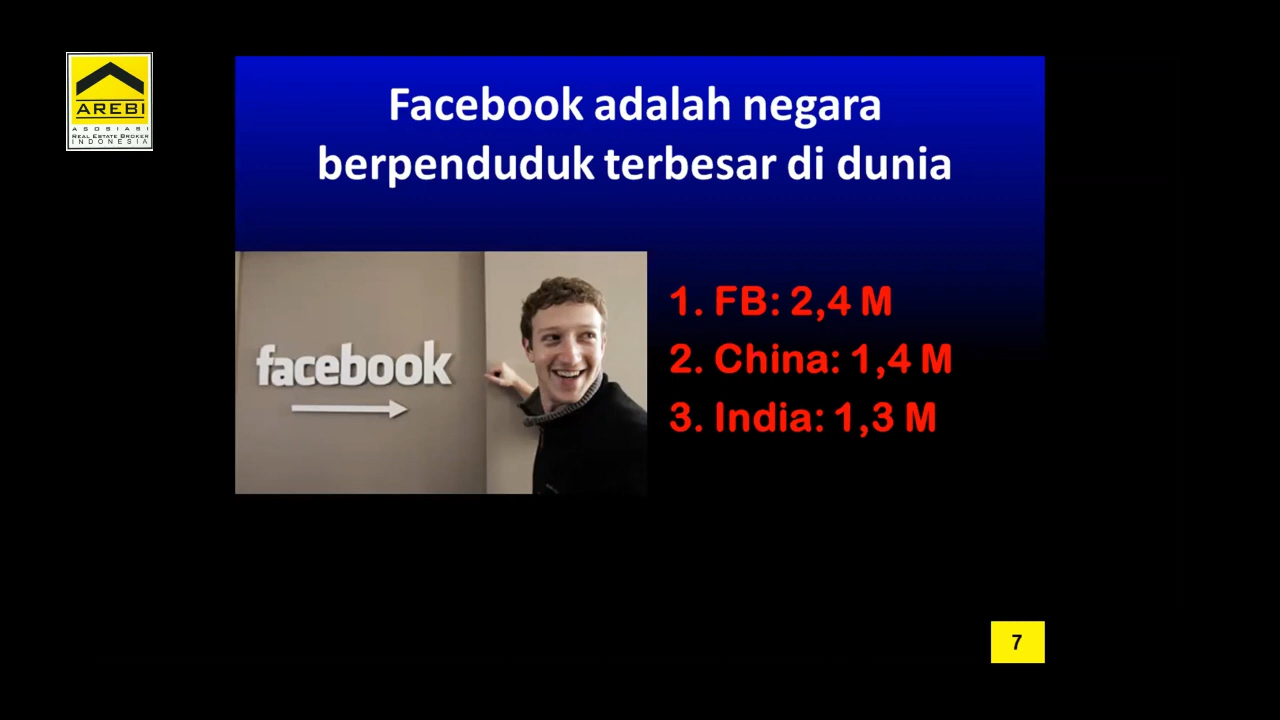 AREBI
ASOSIASI
REAL ESTATE BROKER
INDONESIA
Facebook adalah negara
berpenduduk terbesar di dunia
facebook
1. FB: 2,4 M
2. China: 1,4 M
3. India: 1,3 M
7